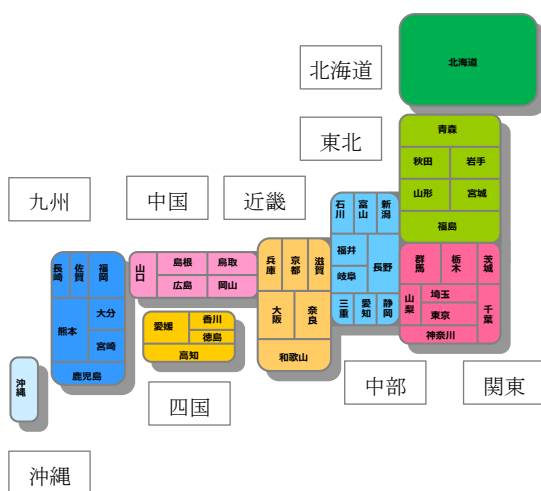 北海道
北海道
東北
青森
秋田
岩手
山形
宮城
福島
九州
中国
近畿
石川
富山
新潟
福井
長野
岐阜
三重
愛知
静岡
群馬
栃木
茨城
山梨
埼玉
千葉
東京
神奈川
兵庫
京都
滋賀
大阪
奈良
和歌山
山口
島根
鳥取
広島
岡山
愛媛
香川
徳島
高知
長崎
佐賀
福岡
熊本
大分
宮崎
鹿児島
沖縄
四国
中部
関東
沖縄